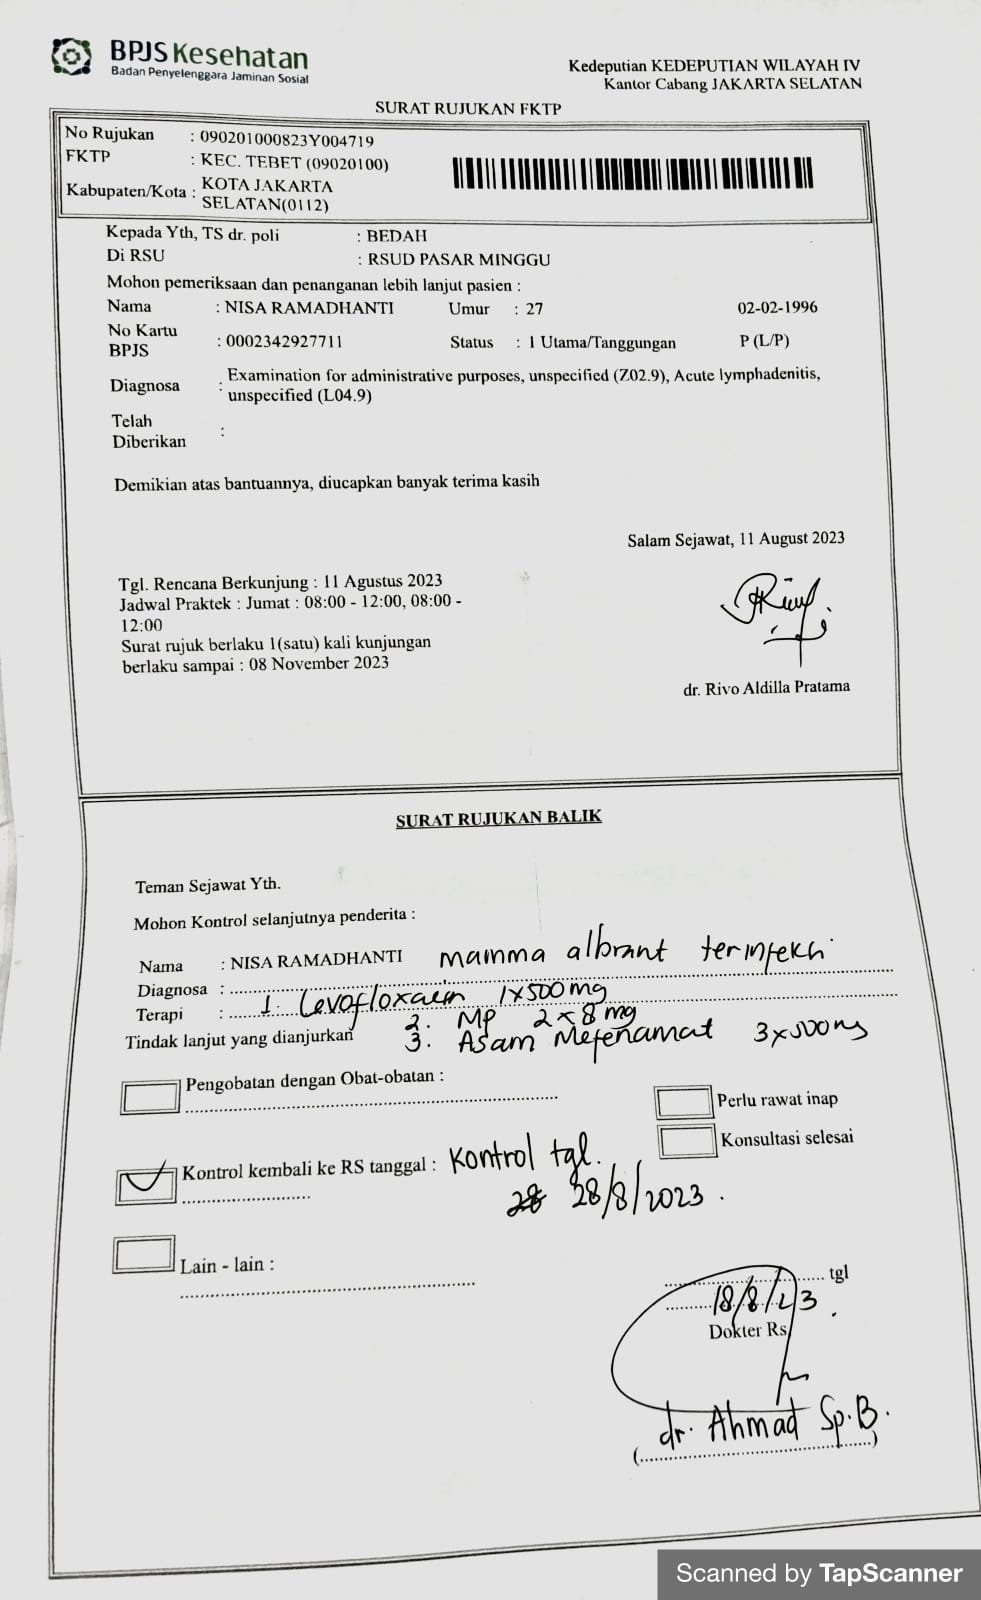 BPJS Kesehatan
Badan Penyelenggara Jaminan Sosial
Kedeputian KEDEPUTIAN WILAYAH IV
Kantor Cabang JAKARTA SELATAN
SURAT RUJUKAN FKTP
No Rujukan : 090201000823Y004719
FKTP : KEC. TEBET (09020100)
Kabupaten/Kota : KOTA JAKARTA
SELATAN(0112)
Kepada Yth, TS dr. poli : BEDAH
Di RSU : RSUD PASAR MINGGU
Mohon pemeriksaan dan penanganan lebih lanjut pasien :
Nama : NISA RAMADHANTI Umur : 27 02-02-1996
No Kartu
BPJS : 0002342927711 Status : 1 Utama/Tanggungan P (L/P)
Diagnosa : Examination for administrative purposes, unspecified (Z02.9), Acute lymphadenitis,
unspecified (L04.9)
Telah
Diberikan :
Demikian atas bantuannya, diucapkan banyak terima kasih
Salam Sejawat, 11 August 2023
Tgl. Rencana Berkunjung : 11 Agustus 2023
Jadwal Praktek : Jumat : 08:00 - 12:00, 08:00 -
12:00
Surat rujuk berlaku 1(satu) kali kunjungan
berlaku sampai : 08 November 2023
dr. Rivo Aldilla Pratama
SURAT RUJUKAN BALIK
Teman Sejawat Yth.
Mohon Kontrol selanjutnya penderita :
Nama : NISA RAMADHANTI
Diagnosa : mamma albrant terinfeksi
Terapi : 1. Levofloxacin 1x500mg
2. MP 2x8mg
Tindak lanjut yang dianjurkan
3. Asam Mefenamat 3x500mg
Pengobatan dengan Obat-obatan :
Perlu rawat inap
Konsultasi selesai
Kontrol kembali ke RS tanggal : Kontrol tgl.
28/8/2023.
Lain - lain :
tgl
18/8/23.
Dokter Rs
dr. Ahmad Sp.B.
Scanned by TapScanner